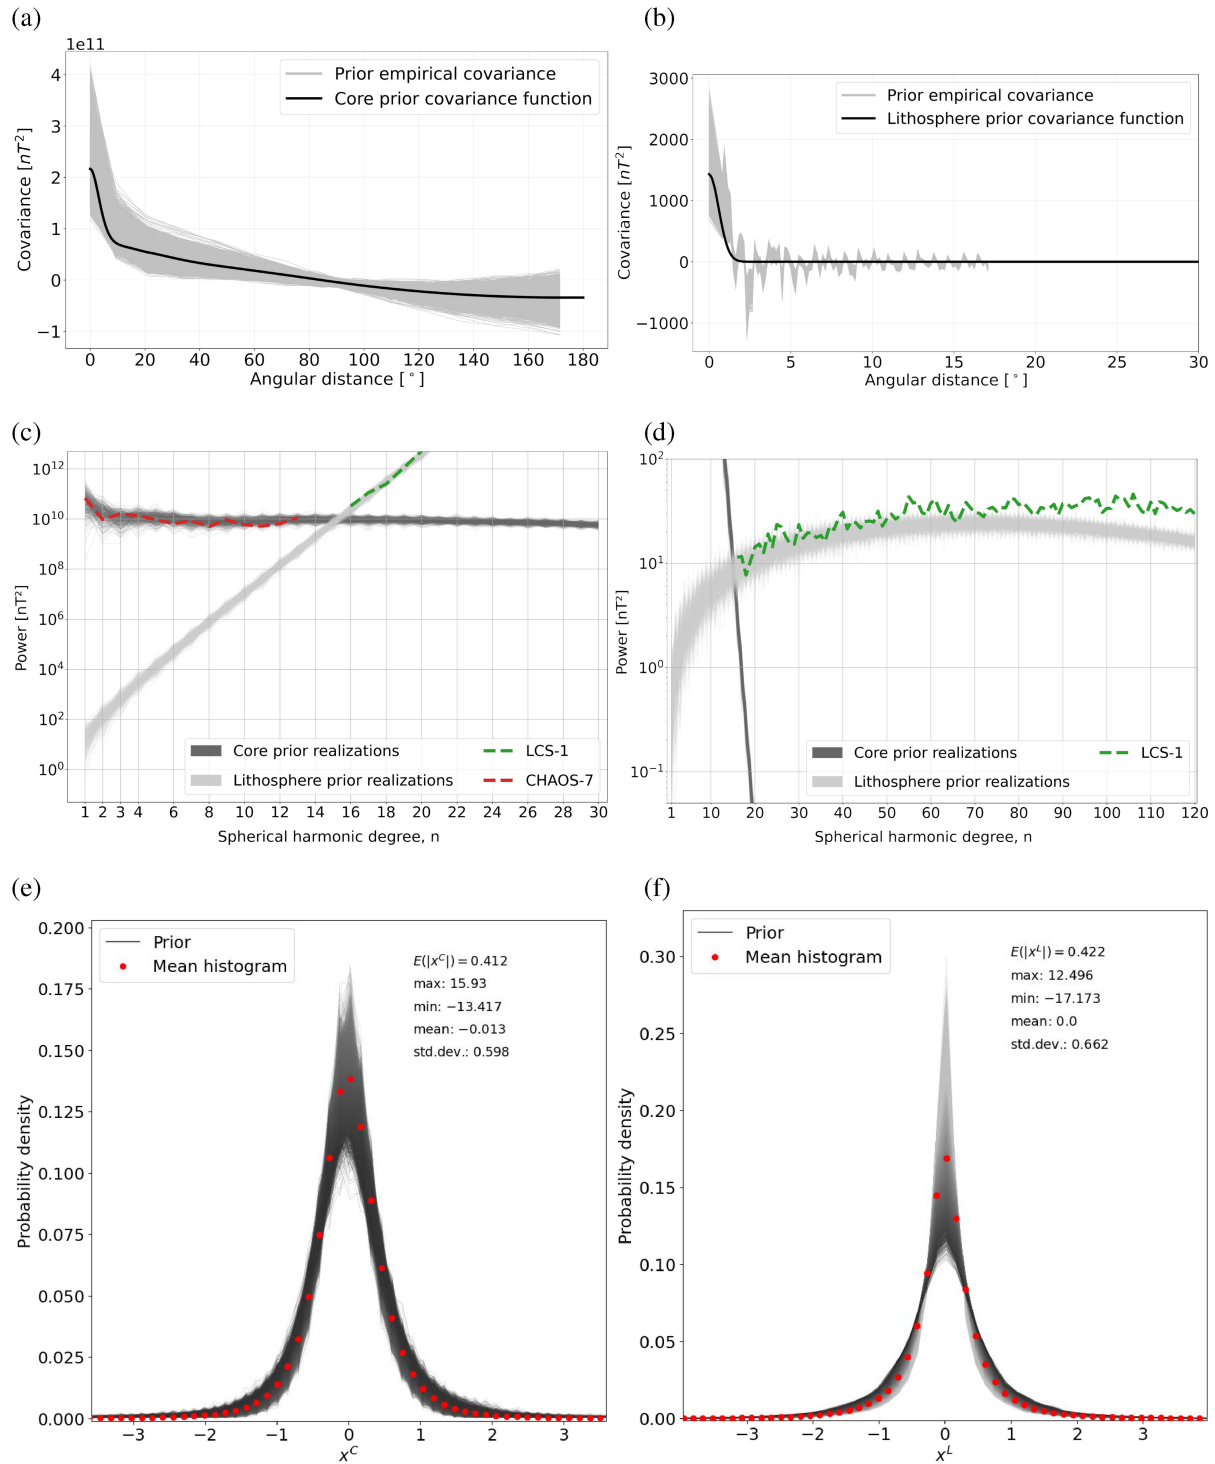 (a)
1e11
4
3
2
1
0
−1
Covariance [nT²]
Prior empirical covariance
Core prior covariance function
0 20 40 60 80 100 120 140 160 180
Angular distance [°]
(b)
3000
2000
1000
0
−1000
Covariance [nT²]
Prior empirical covariance
Lithosphere prior covariance function
0 5 10 15 20 25 30
Angular distance [°]
(c)
10¹²
10¹⁰
10⁸
10⁶
10⁴
10²
10⁰
Power [nT²]
Core prior realizations
Lithosphere prior realizations
LCS-1
CHAOS-7
1 2 3 4 6 8 10 12 14 16 18 20 22 24 26 28 30
Spherical harmonic degree, n
(d)
10²
10¹
10⁰
10⁻¹
Power [nT²]
Core prior realizations
Lithosphere prior realizations
LCS-1
1 10 20 30 40 50 60 70 80 90 100 110 120
Spherical harmonic degree, n
(e)
0.200
0.175
0.150
0.125
0.100
0.075
0.050
0.025
0.000
Probability density
Prior
Mean histogram
E(|x^C|) = 0.412
max: 15.93
min: −13.417
mean: −0.013
std.dev.: 0.598
−3 −2 −1 0 1 2 3
x^C
(f)
0.30
0.25
0.20
0.15
0.10
0.05
0.00
Probability density
Prior
Mean histogram
E(|x^L|) = 0.422
max: 12.496
min: −17.173
mean: 0.0
std.dev.: 0.662
−3 −2 −1 0 1 2 3
x^L